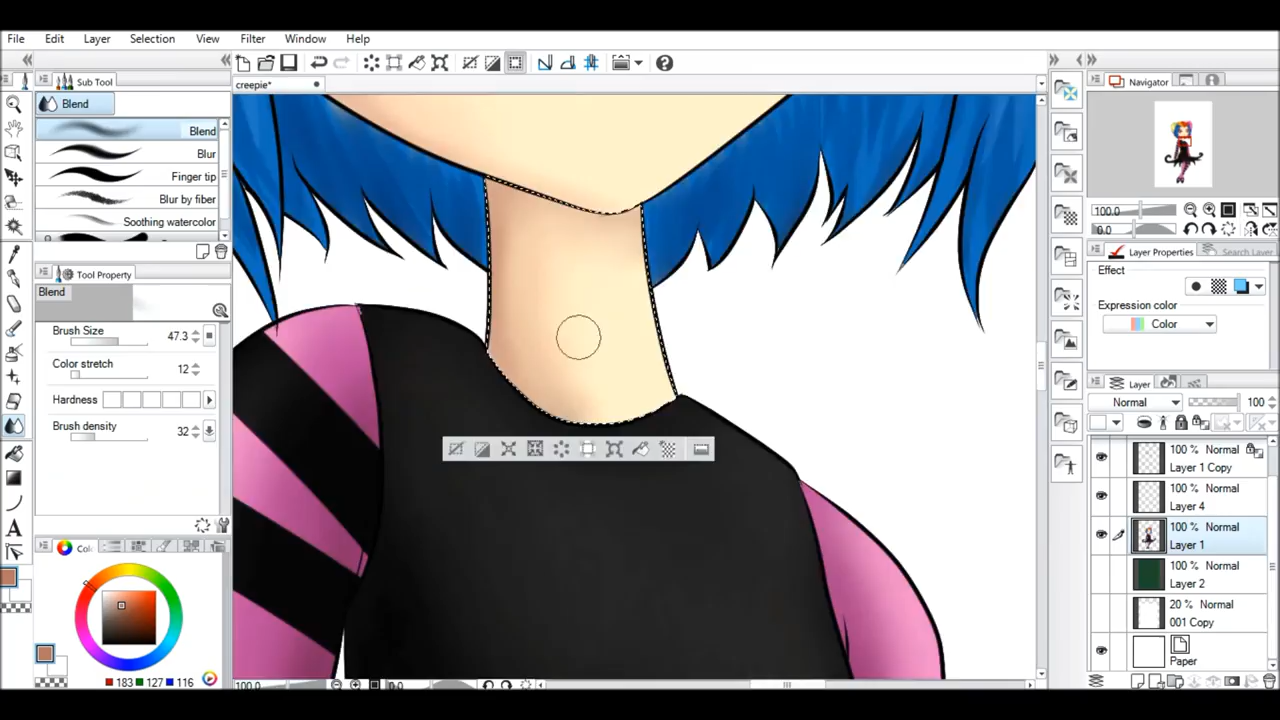 File Edit Layer Selection View Filter Window Help
Sub Tool
creepie*
Navigator
Blend
Blend
Blur
Finger tip
Blur by fiber
Soothing watercolor
100.0
0.0
Layer Properties
Search Layer
Effect
Expression color
Color
Tool Property
Blend
Brush Size 47.3
Color stretch 12
Hardness
Brush density 32
Layer
Normal 100
100 % Normal
Layer 1 Copy
100 % Normal
Layer 4
100 % Normal
Layer 1
100 % Normal
Layer 2
20 % Normal
001 Copy
Paper
183 127 116
100.0